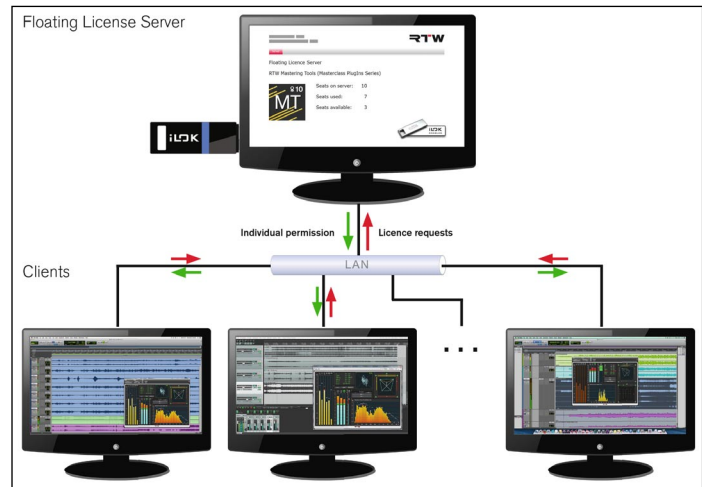 Floating License Server
RTW
Floating Licence Server
RTW Mastering Tools (Masterclass PlugIns Series)
10
MT
Seats on server: 10
Seats used: 7
Seats available: 3
iLOK
iLOK
Individual permission
Licence requests
LAN
Clients
...